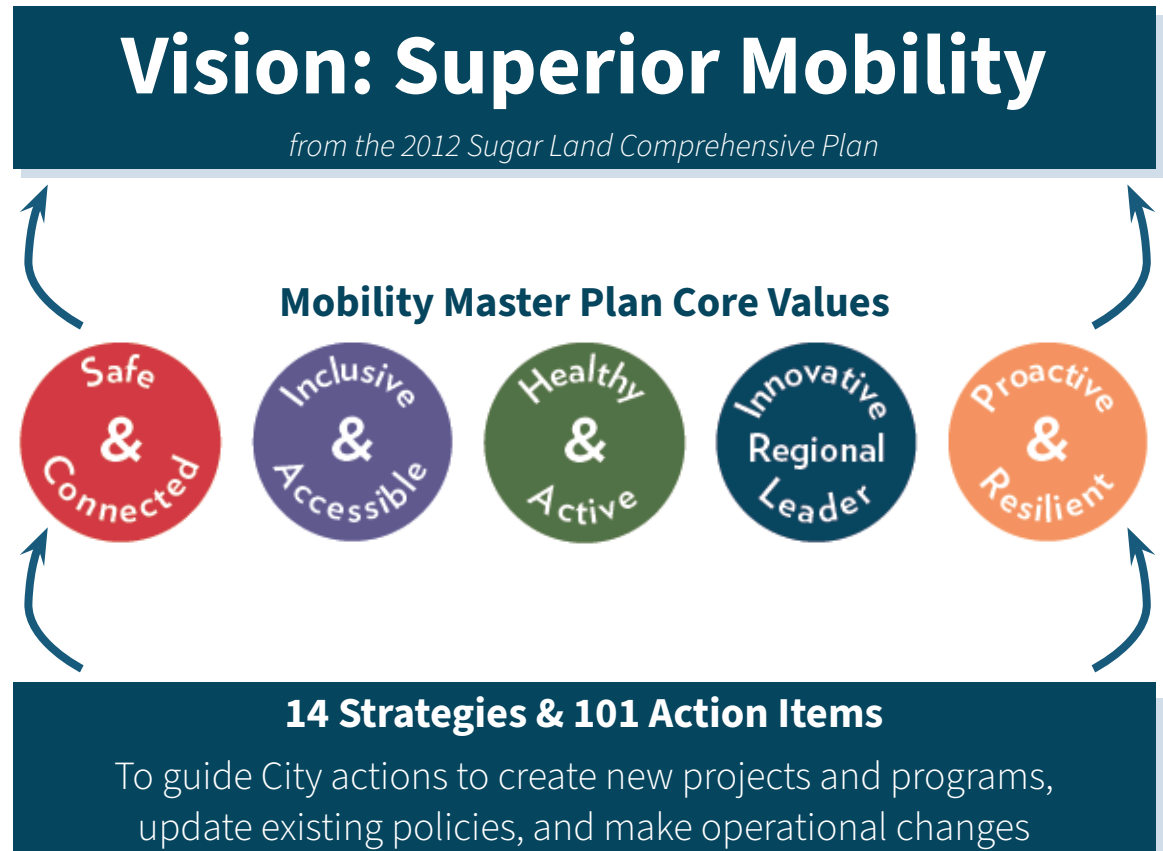 Vision: Superior Mobility
from the 2012 Sugar Land Comprehensive Plan
Mobility Master Plan Core Values
Safe
&
Connected
Inclusive
&
Accessible
Healthy
&
Active
Innovative
Regional
Leader
Proactive
&
Resilient
14 Strategies & 101 Action Items
To guide City actions to create new projects and programs,
update existing policies, and make operational changes